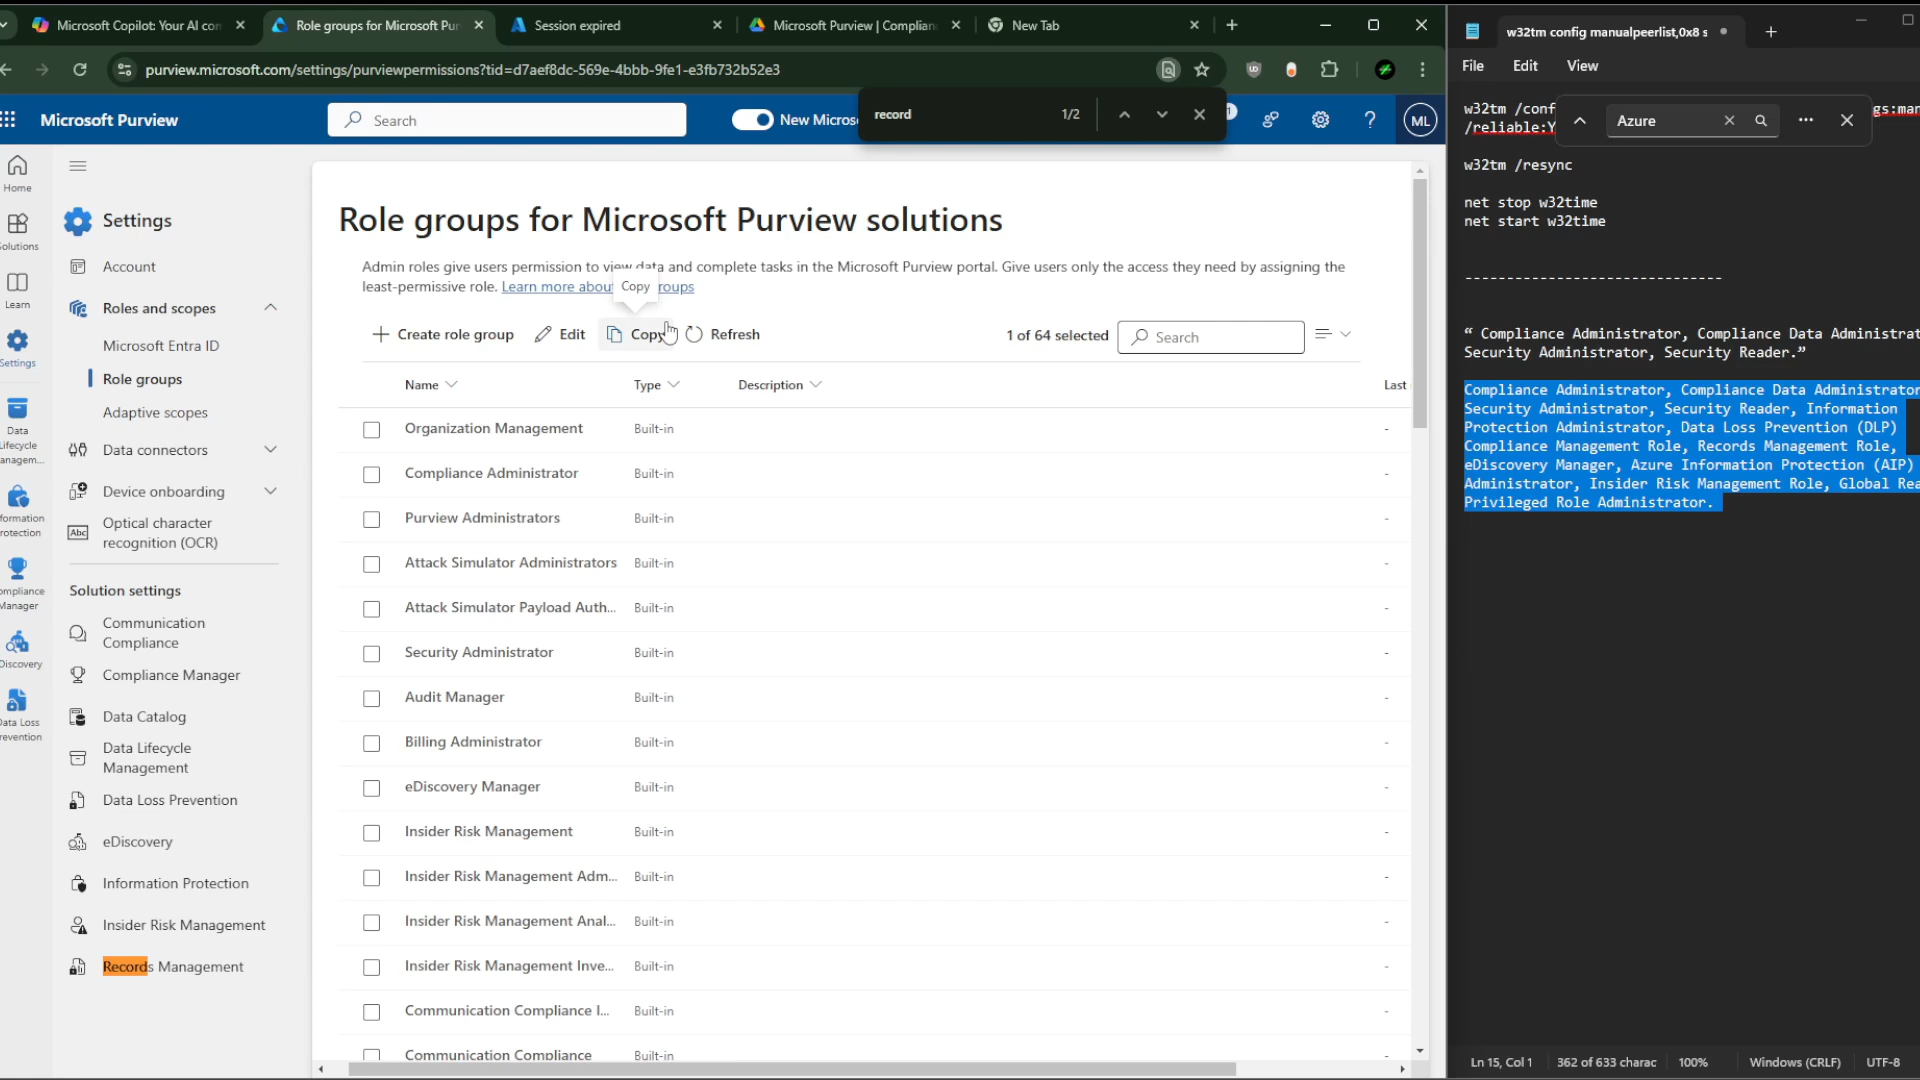 Microsoft Copilot: Your AI con
Role groups for Microsoft Pur
Session expired
Microsoft Purview | Complian
New Tab
purview.microsoft.com/settings/purviewpermissions?tid=d7aef8dc-569e-4bbb-9fe1-e3fb732b52e3
record
1/2
Microsoft Purview
Search
New Microso
1
ML
Home
Solutions
Learn
Settings
Data
Lifecycle
Managem...
Information
Protection
Compliance
Manager
eDiscovery
Data Loss
Prevention
Settings
Account
Roles and scopes
Microsoft Entra ID
Role groups
Adaptive scopes
Data connectors
Device onboarding
Abc
Optical character
recognition (OCR)
Solution settings
Communication
Compliance
Compliance Manager
Data Catalog
Data Lifecycle
Management
Data Loss Prevention
eDiscovery
Information Protection
Insider Risk Management
Records Management
Role groups for Microsoft Purview solutions
Admin roles give users permission to view data and complete tasks in the Microsoft Purview portal. Give users only the access they need by assigning the
least-permissive role. Learn more about roups
Copy
Create role group
Edit
Copy
Refresh
1 of 64 selected
Search
Name
Type
Description
Last
Organization Management Built-in -
Compliance Administrator Built-in -
Purview Administrators Built-in -
Attack Simulator Administrators Built-in -
Attack Simulator Payload Auth... Built-in -
Security Administrator Built-in -
Audit Manager Built-in -
Billing Administrator Built-in -
eDiscovery Manager Built-in -
Insider Risk Management Built-in -
Insider Risk Management Adm... Built-in -
Insider Risk Management Anal... Built-in -
Insider Risk Management Inve... Built-in -
Communication Compliance I... Built-in -
Communication Compliance Built-in -
w32tm config manualpeerlist,0x8 s
File
Edit
View
Azure
w32tm /conf gs:man
/reliable:Y
w32tm /resync
net stop w32time
net start w32time
-------------------------------
“ Compliance Administrator, Compliance Data Administrat
Security Administrator, Security Reader.”
Compliance Administrator, Compliance Data Administrator
Security Administrator, Security Reader, Information
Protection Administrator, Data Loss Prevention (DLP)
Compliance Management Role, Records Management Role,
eDiscovery Manager, Azure Information Protection (AIP)
Administrator, Insider Risk Management Role, Global Rea
Privileged Role Administrator.
Ln 15, Col 1
362 of 633 charac
100%
Windows (CRLF)
UTF-8